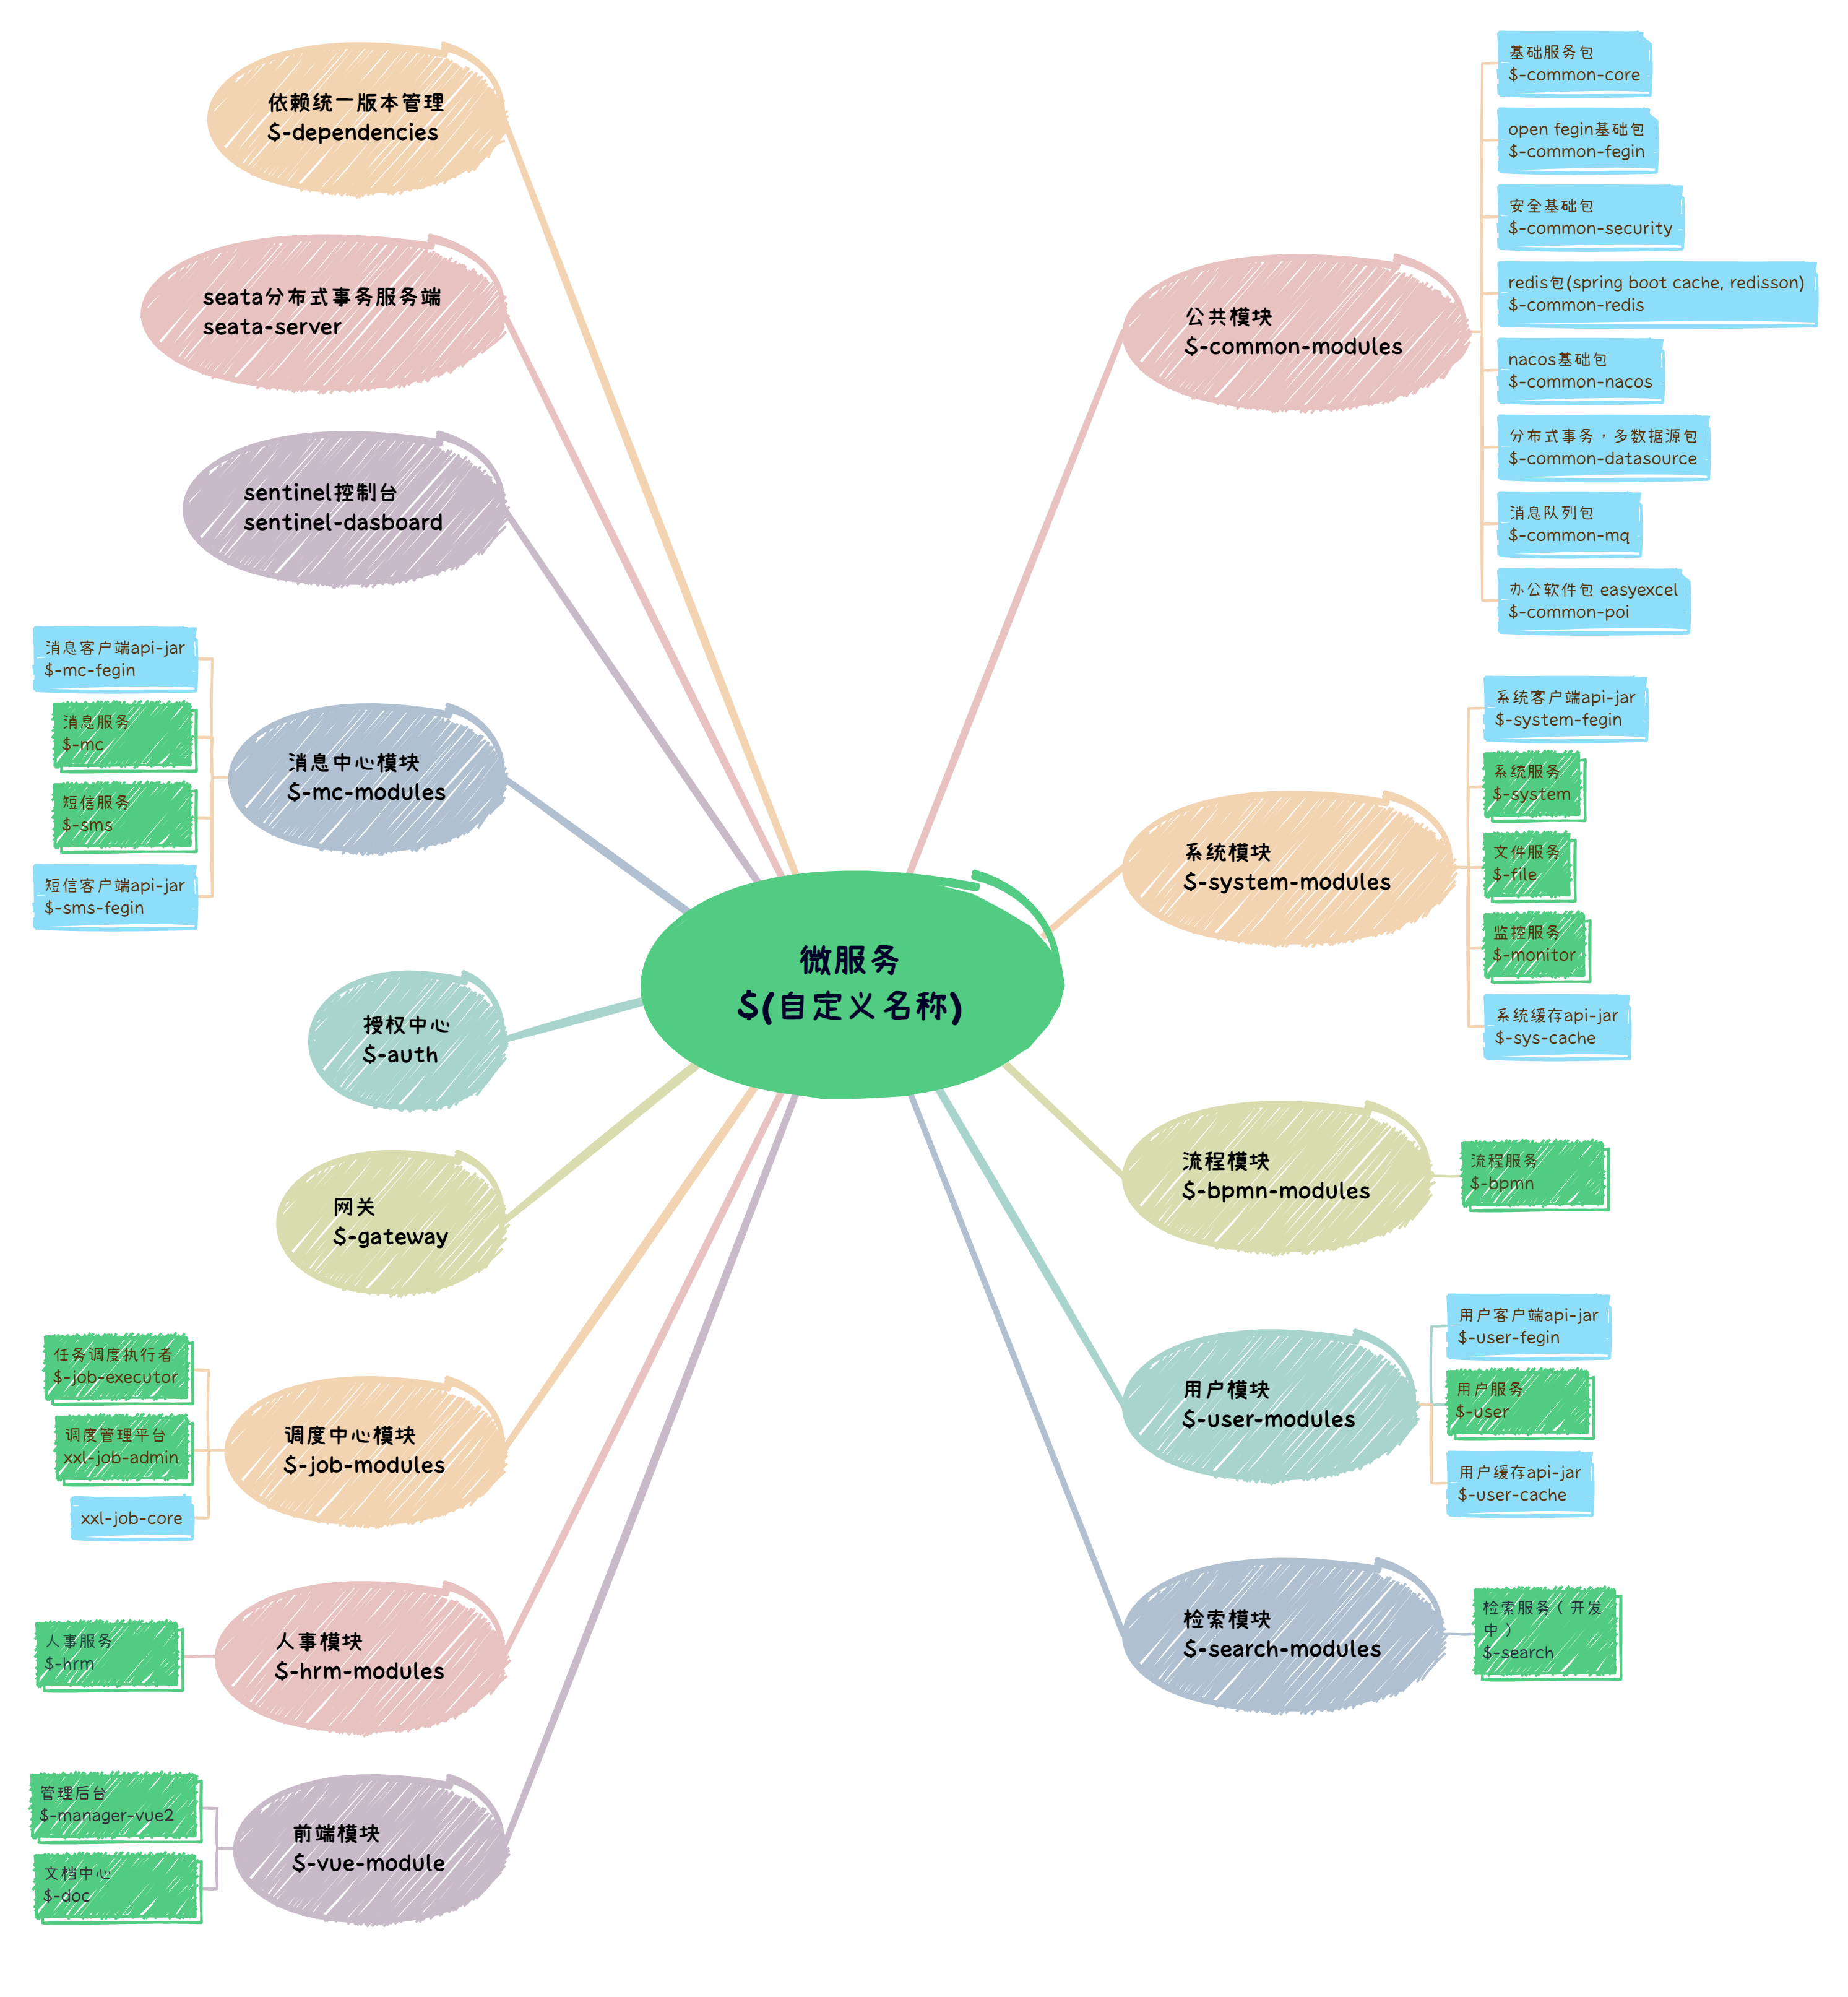 微服务
$(自定义名称)
公共模块
$-common-modules
基础服务包
$-common-core
open fegin基础包
$-common-fegin
安全基础包
$-common-security
redis包(spring boot cache, redisson)
$-common-redis
nacos基础包
$-common-nacos
分布式事务，多数据源包
$-common-datasource
消息队列包
$-common-mq
办公软件包 easyexcel
$-common-poi
系统模块
$-system-modules
系统客户端api-jar
$-system-fegin
系统服务
$-system
文件服务
$-file
监控服务
$-monitor
系统缓存api-jar
$-sys-cache
流程模块
$-bpmn-modules
流程服务
$-bpmn
用户模块
$-user-modules
用户客户端api-jar
$-user-fegin
用户服务
$-user
用户缓存api-jar
$-user-cache
检索模块
$-search-modules
检索服务（开发
中）
$-search
依赖统一版本管理
$-dependencies
seata分布式事务服务端
seata-server
sentinel控制台
sentinel-dasboard
消息中心模块
$-mc-modules
消息客户端api-jar
$-mc-fegin
消息服务
$-mc
短信服务
$-sms
短信客户端api-jar
$-sms-fegin
授权中心
$-auth
网关
$-gateway
调度中心模块
$-job-modules
任务调度执行者
$-job-executor
调度管理平台
xxl-job-admin
xxl-job-core
人事模块
$-hrm-modules
人事服务
$-hrm
前端模块
$-vue-module
管理后台
$-manager-vue2
文档中心
$-doc